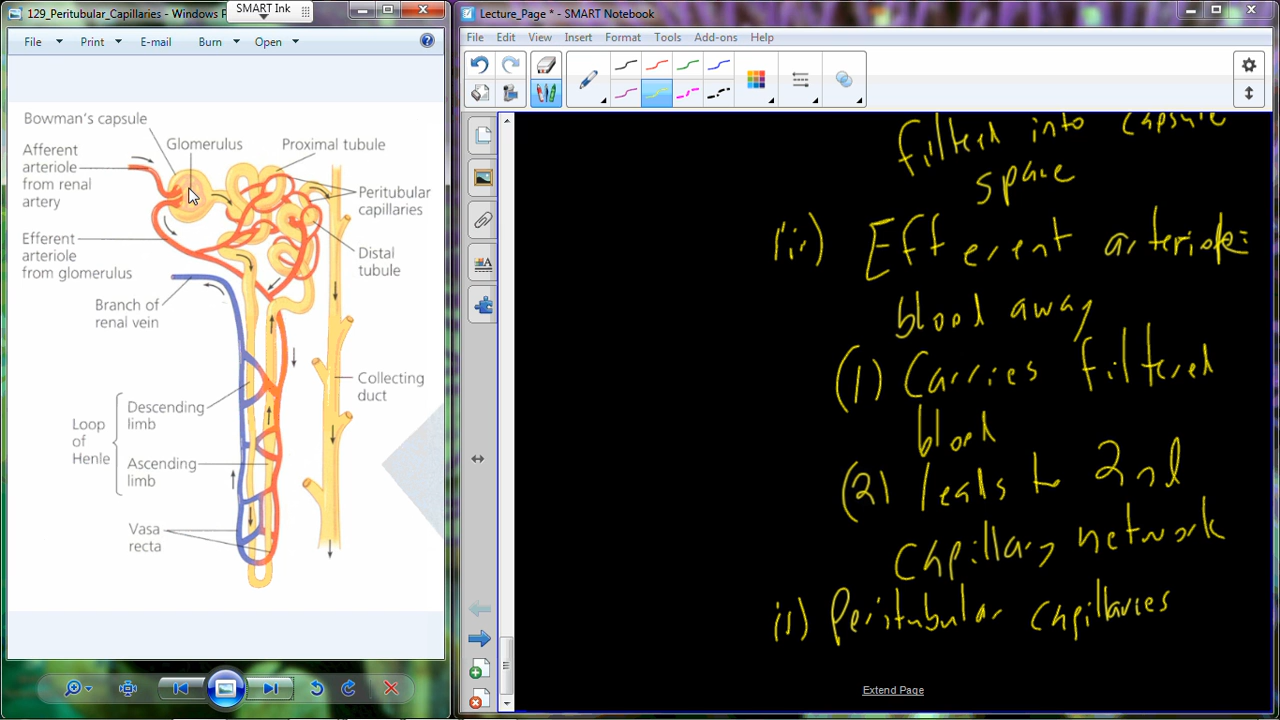 129_Peritubular_Capillaries - Windows P
SMART Ink
File Print E-mail Burn Open
Bowman's capsule
Glomerulus
Proximal tubule
Afferent
arteriole
from renal
artery
Peritubular
capillaries
Efferent
arteriole
from glomerulus
Distal
tubule
Branch of
renal vein
Collecting
duct
Loop
of
Henle
Descending
limb
Ascending
limb
Vasa
recta
Lecture_Page * - SMART Notebook
File Edit View Insert Format Tools Add-ons Help
filtered into capsule
space
iii) Efferent arteriole =
blood away
(1) Carries filtered
blood
(2) leads to 2nd
capillary network
ii) Peritubular capillaries
Extend Page